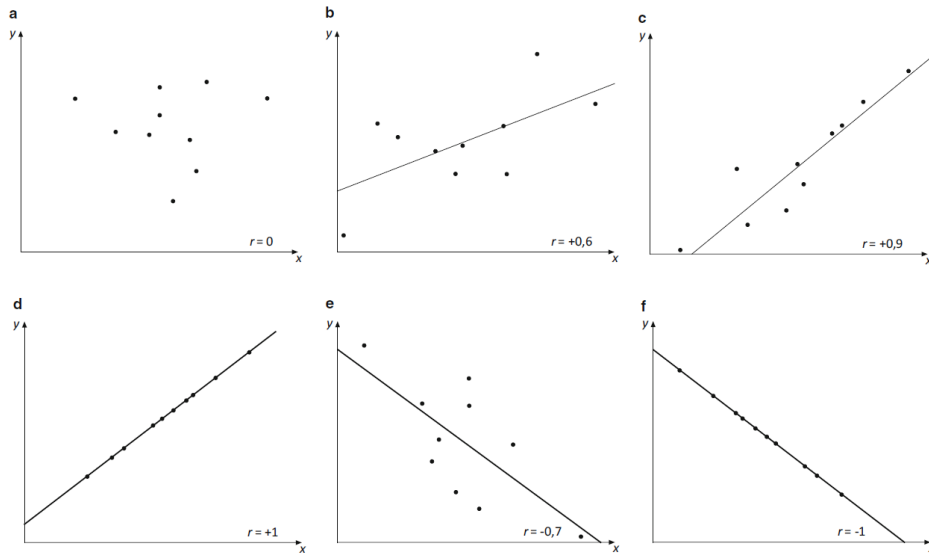 a
y
r = 0
x
b
y
r = +0,6
x
c
y
r = +0,9
x
d
y
r = +1
x
e
y
r = -0,7
x
f
y
r = -1